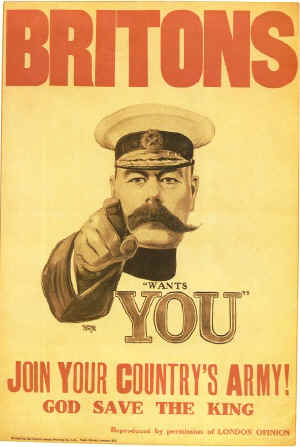 BRITONS
"WANTS
YOU"
JOIN YOUR COUNTRY'S ARMY!
GOD SAVE THE KING
Reproduced by permission of LONDON OPINION